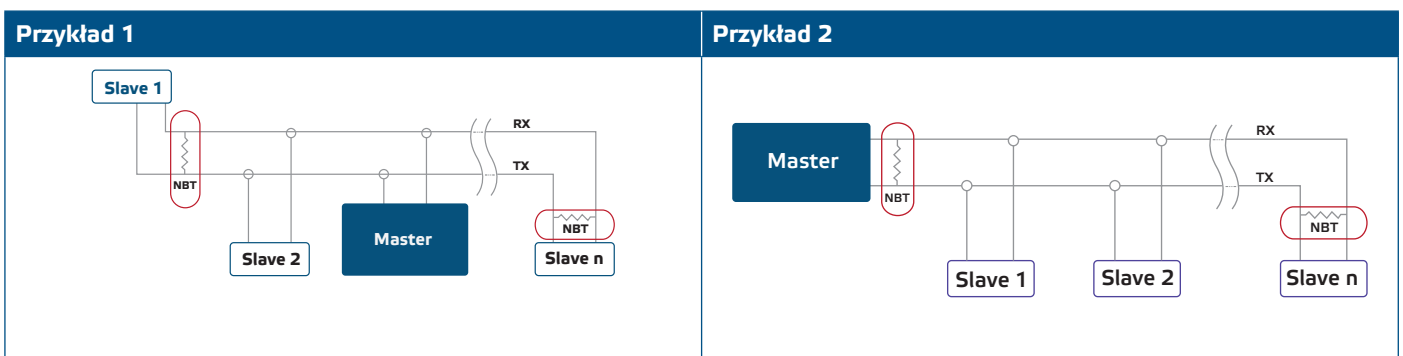 Przykład 1
Slave 1
RX
TX
NBT
NBT
Master
Slave 2
Slave n
Przykład 2
Master
RX
TX
NBT
NBT
Slave 1
Slave 2
Slave n